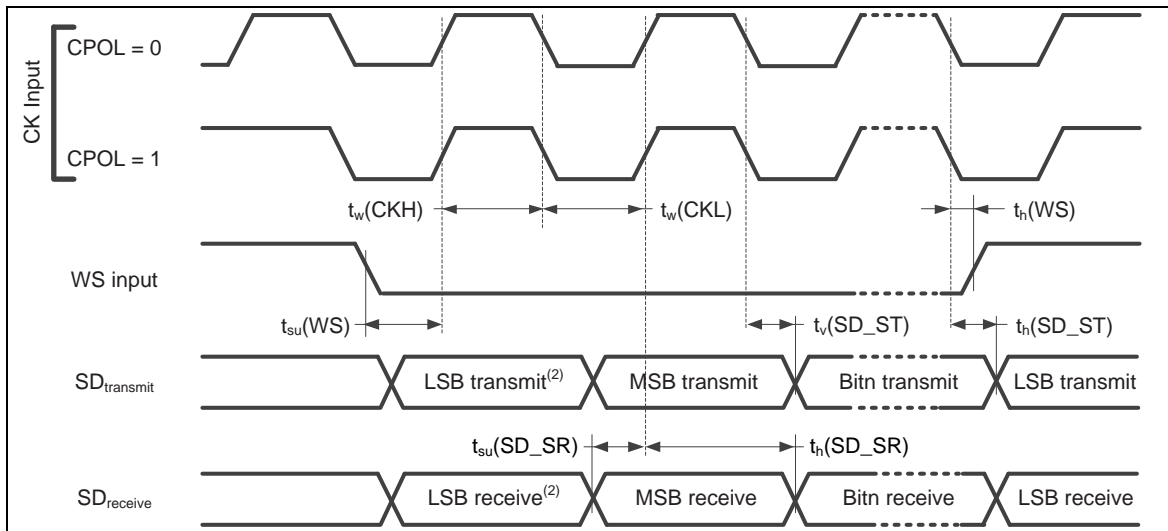 CK Input
CPOL = 0
CPOL = 1
tw(CKH)
tw(CKL)
th(WS)
WS input
tsu(WS)
tv(SD_ST)
th(SD_ST)
SDtransmit
LSB transmit(2)
MSB transmit
Bitn transmit
LSB transmit
tsu(SD_SR)
th(SD_SR)
SDreceive
LSB receive(2)
MSB receive
Bitn receive
LSB receive